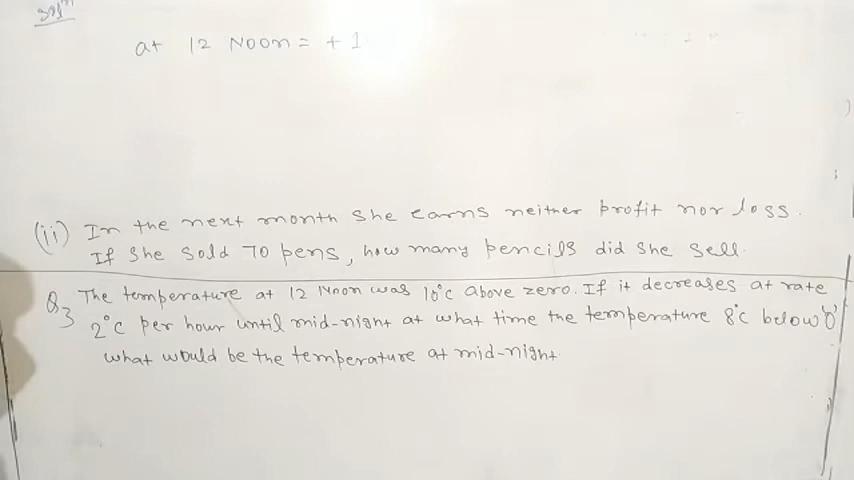 Solⁿ
at 12 Noon = + 1
(ii) In the next month she earns neither profit nor loss.
If she sold 70 pens, how many pencils did she sell.
Q3 The temperature at 12 Noon was 10°C above zero. If it decreases at rate
2°C per hour until mid-night at what time the temperature 8°C below '0'
what would be the temperature at mid-night.